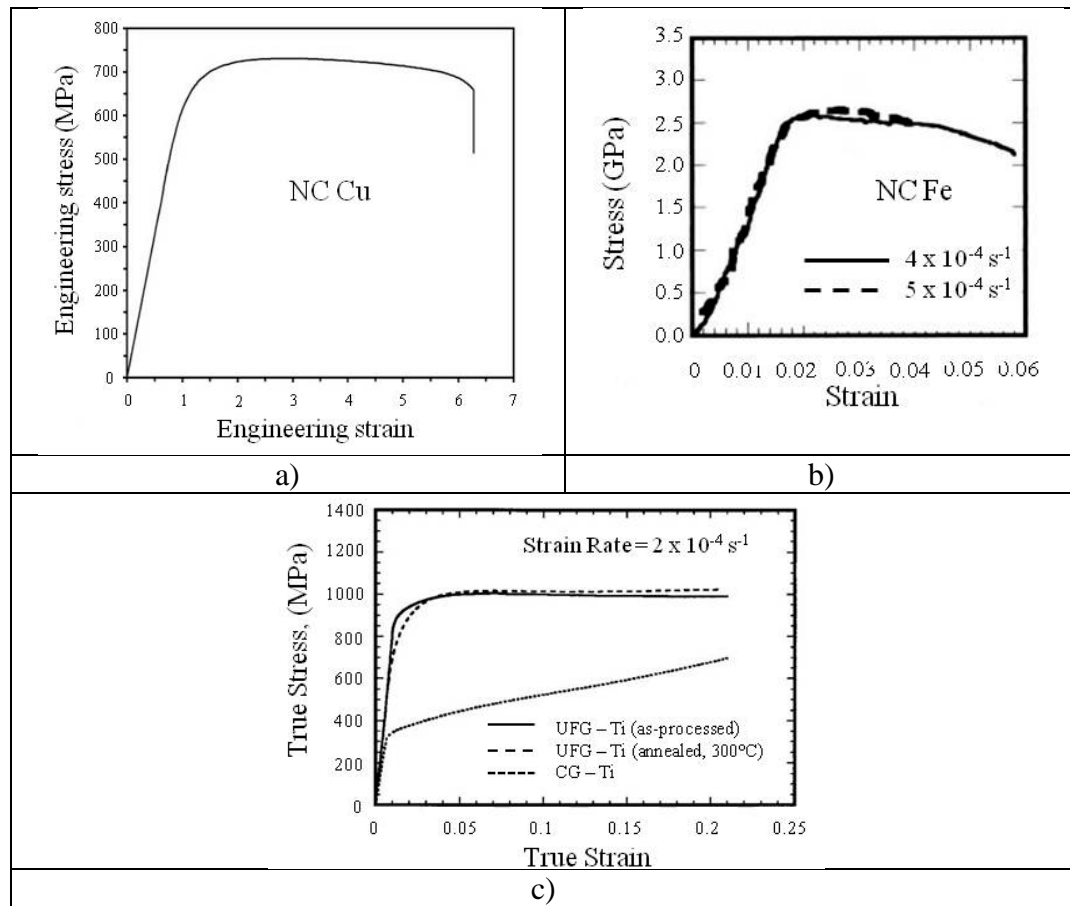 800
700
600
500
400
300
200
100
0
Engineering stress (MPa)
NC Cu
0 1 2 3 4 5 6 7
Engineering strain
a)
3.5
3.0
2.5
2.0
1.5
1.0
0.5
0.0
Stress (GPa)
NC Fe
4 x 10⁻⁴ s⁻¹
5 x 10⁻⁴ s⁻¹
0 0.01 0.02 0.03 0.04 0.05 0.06
Strain
b)
1400
1200
1000
800
600
400
200
0
True Stress, (MPa)
Strain Rate = 2 x 10⁻⁴ s⁻¹
UFG – Ti (as-processed)
UFG – Ti (annealed, 300°C)
CG – Ti
0 0.05 0.1 0.15 0.2 0.25
True Strain
c)